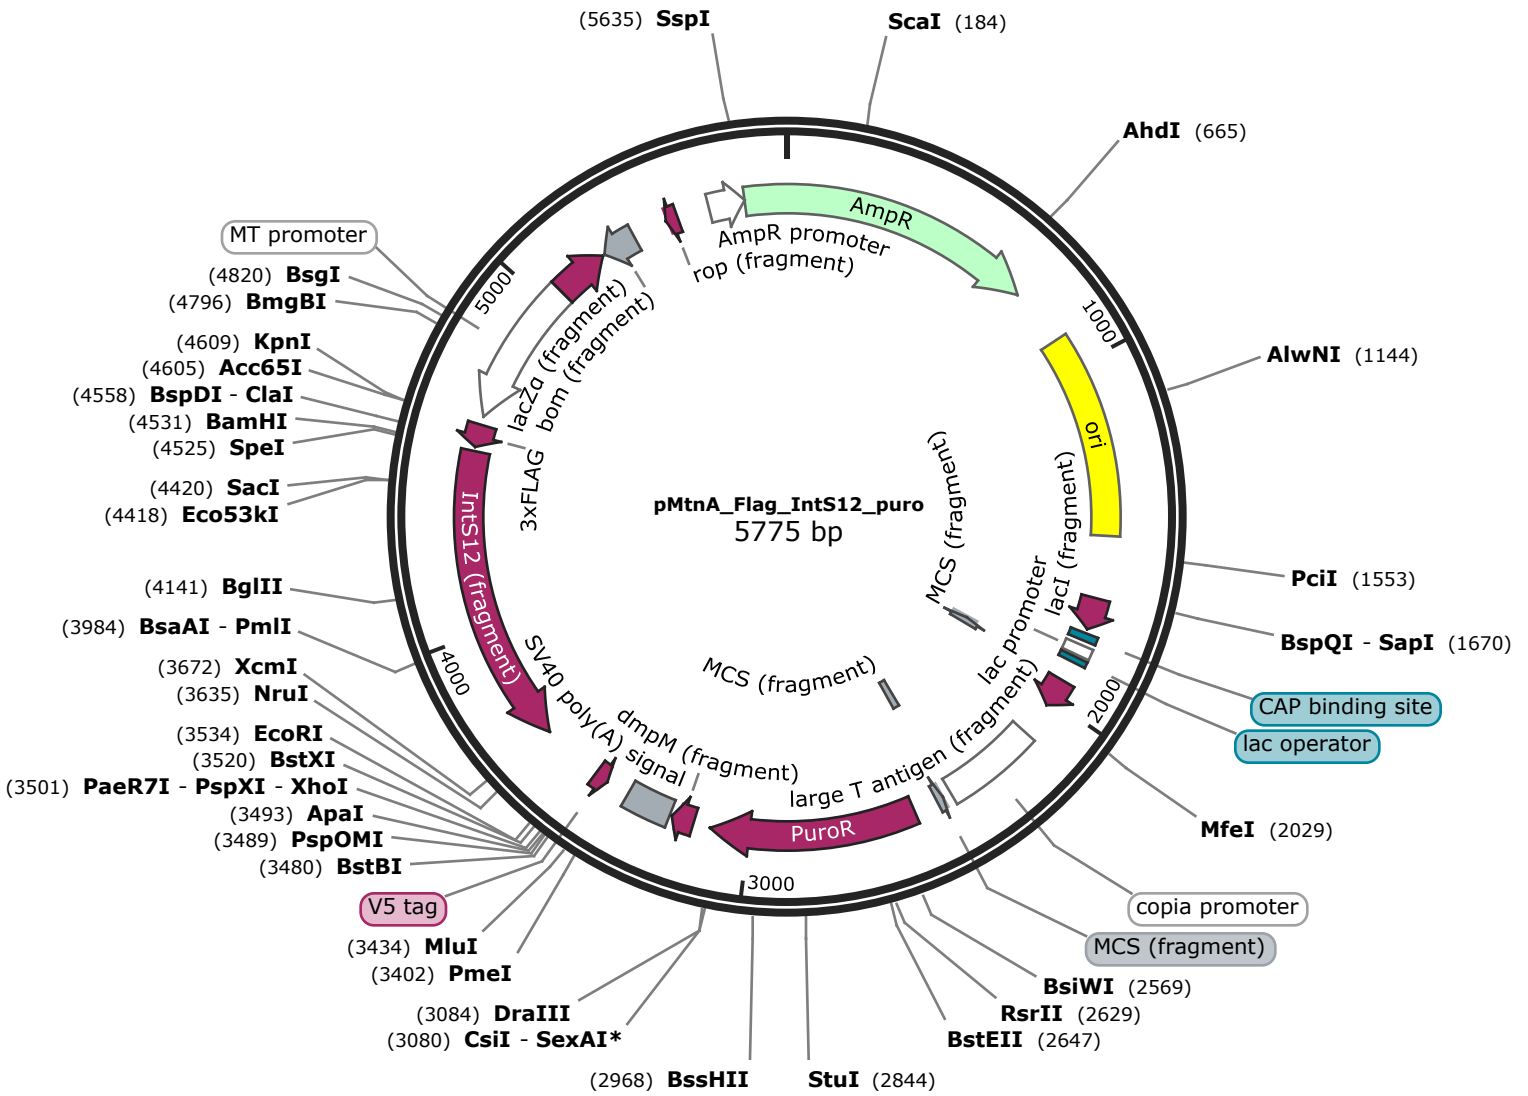 (5635) SspI
ScaI (184)
AhdI (665)
AlwNI (1144)
PciI (1553)
BspQI - SapI (1670)
CAP binding site
lac operator
MfeI (2029)
copia promoter
MCS (fragment)
BsiWI (2569)
RsrII (2629)
BstEII (2647)
StuI (2844)
(2968) BssHII
(3080) CsiI - SexAI*
(3084) DraIII
(3402) PmeI
(3434) MluI
V5 tag
(3480) BstBI
(3489) PspOMI
(3493) ApaI
(3501) PaeR7I - PspXI - XhoI
(3520) BstXI
(3534) EcoRI
(3635) NruI
(3672) XcmI
(3984) BsaAI - PmlI
(4141) BglII
(4418) Eco53kI
(4420) SacI
(4525) SpeI
(4531) BamHI
(4558) BspDI - ClaI
(4605) Acc65I
(4609) KpnI
(4796) BmgBI
(4820) BsgI
MT promoter
1000
2000
3000
4000
5000
AmpR
AmpR promoter
rop (fragment)
ori
lacI (fragment)
lac promoter
MCS (fragment)
MCS (fragment)
large T antigen (fragment)
PuroR
dmpM (fragment)
SV40 poly(A) signal
IntS12 (fragment)
3xFLAG
lacZα (fragment)
bom (fragment)
pMtnA_Flag_IntS12_puro
5775 bp